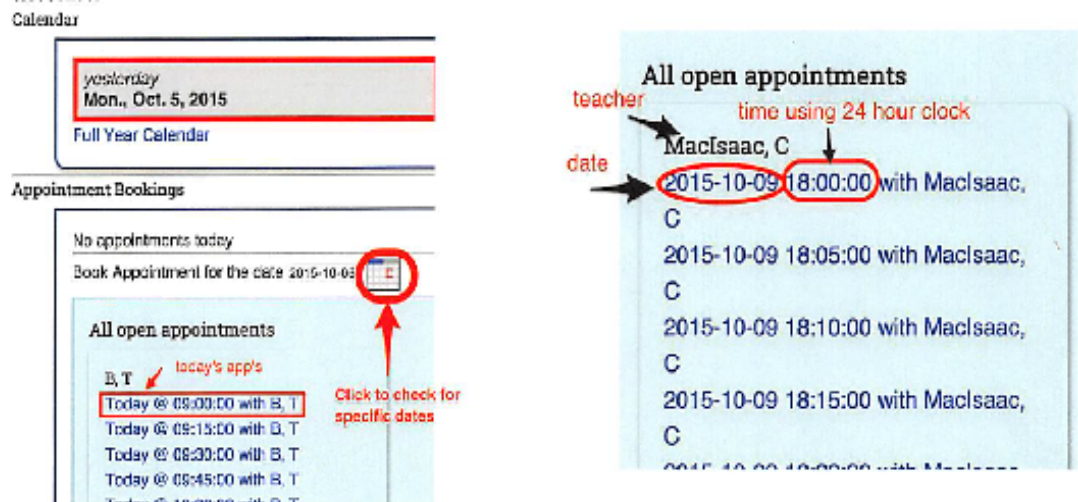 Calendar
yesterday
Mon., Oct. 5, 2015
Full Year Calendar
Appointment Bookings
No appointments today
Book Appointment for the date
All open appointments
today's app's
B, T
Today @ 09:00:00 with B, T
Today @ 09:15:00 with B, T
Today @ 09:30:00 with B, T
Today @ 09:45:00 with B, T
Click to check for
specific dates
All open appointments
teacher
time using 24 hour clock
MacIsaac, C
date
2015-10-09 18:00:00 with MacIsaac,
C
2015-10-09 18:05:00 with MacIsaac,
C
2015-10-09 18:10:00 with MacIsaac,
C
2015-10-09 18:15:00 with MacIsaac,
C